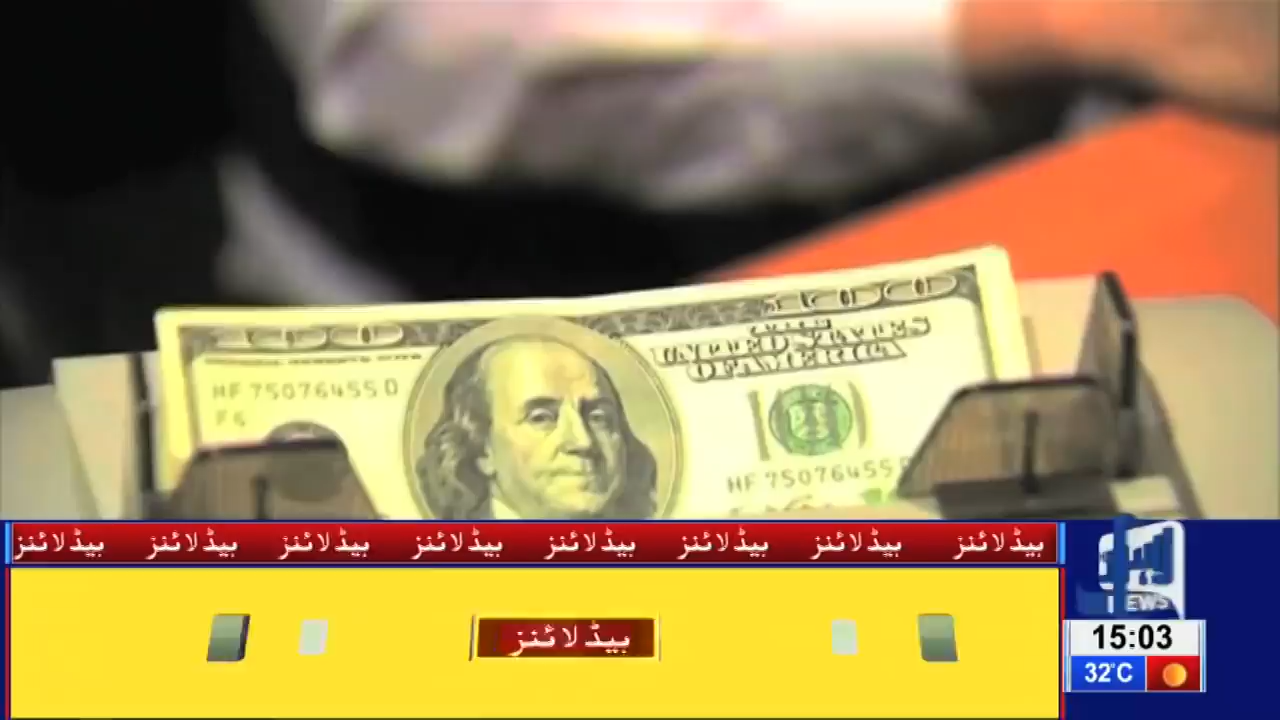 100 100
THE
UNITED STATES
OF AMERICA
HF 75076455 D
F6
HF 75076455
ہیڈلائنز ہیڈلائنز ہیڈلائنز ہیڈلائنز ہیڈلائنز ہیڈلائنز ہیڈلائنز ہیڈلائنز
NEWS
ہیڈلائنز
15:03
32°C